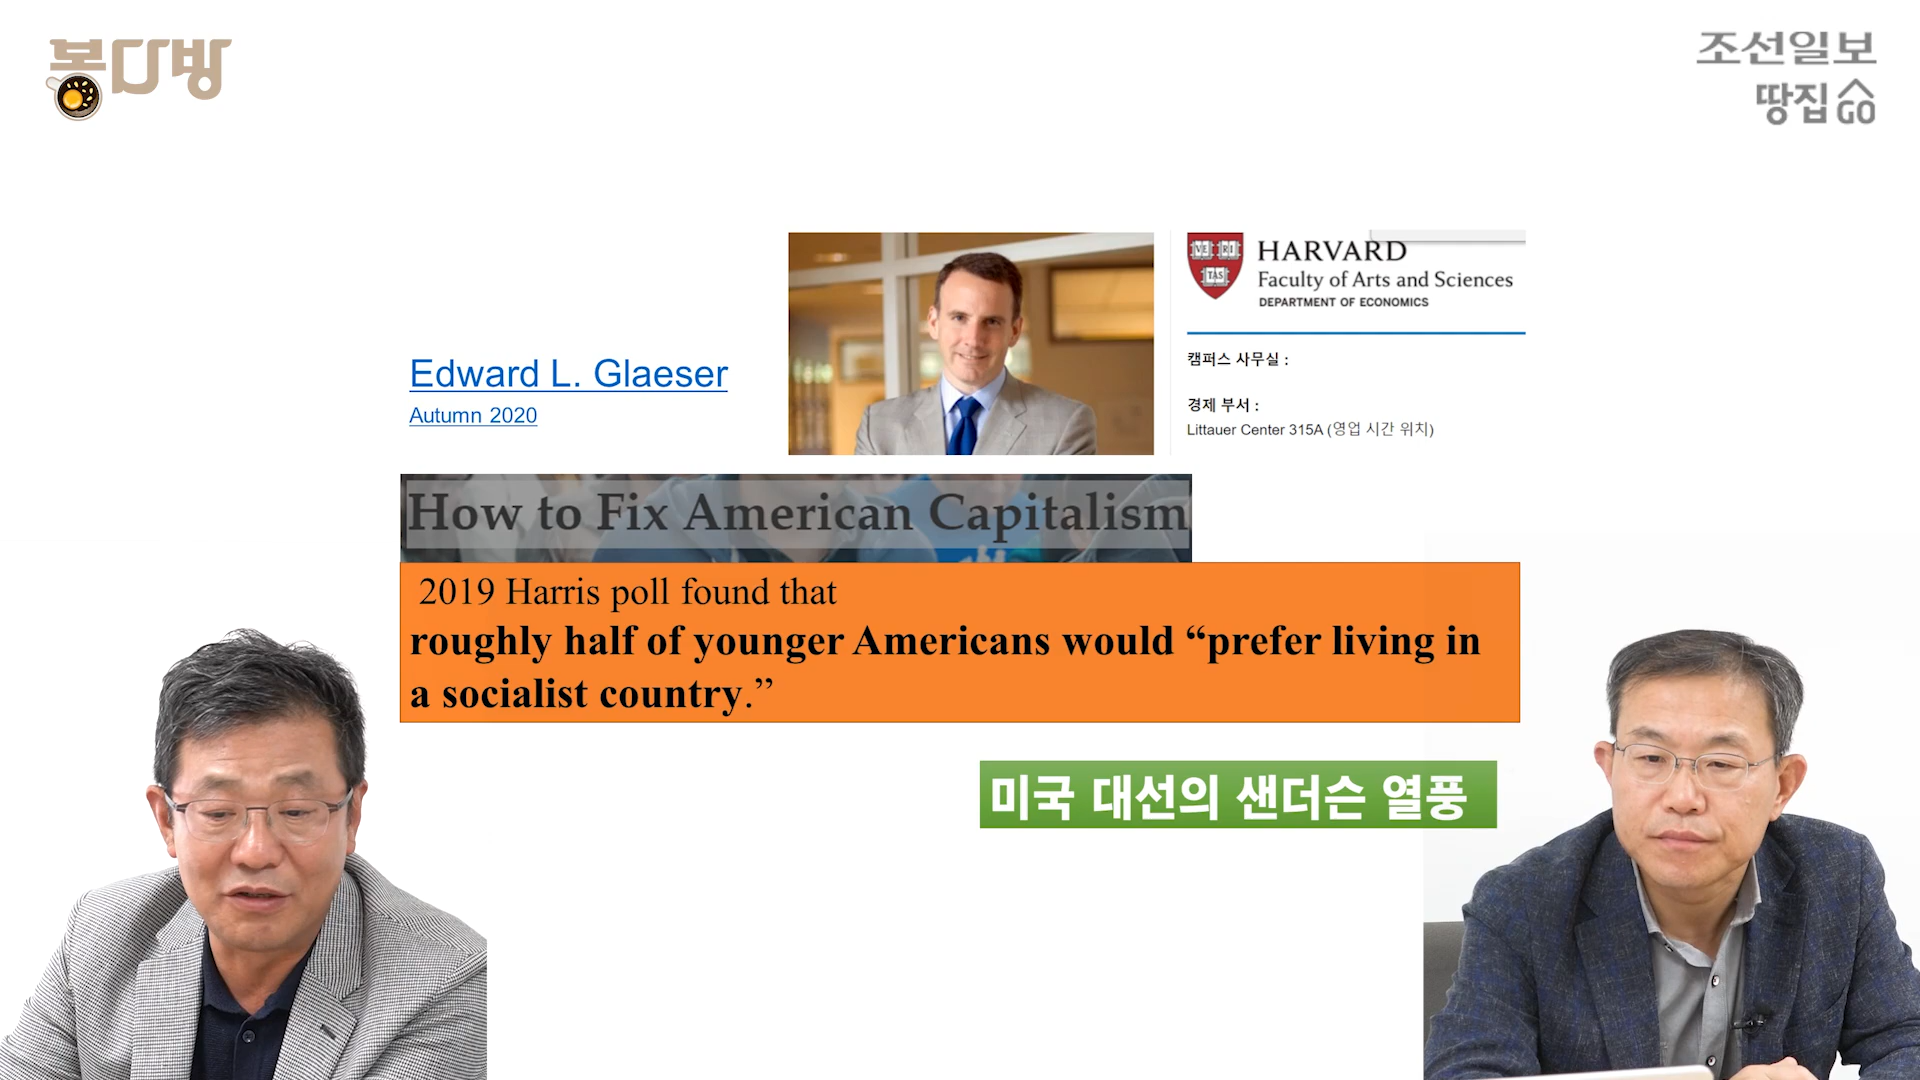 봉다방
조선일보
땅집GO
HARVARD
Faculty of Arts and Sciences
DEPARTMENT OF ECONOMICS
VE RI
TAS
캠퍼스 사무실 :
Edward L. Glaeser
Autumn 2020
경제 부서 :
Littauer Center 315A (영업 시간 위치)
How to Fix American Capitalism
2019 Harris poll found that
roughly half of younger Americans would “prefer living in
a socialist country.”
미국 대선의 샌더슨 열풍